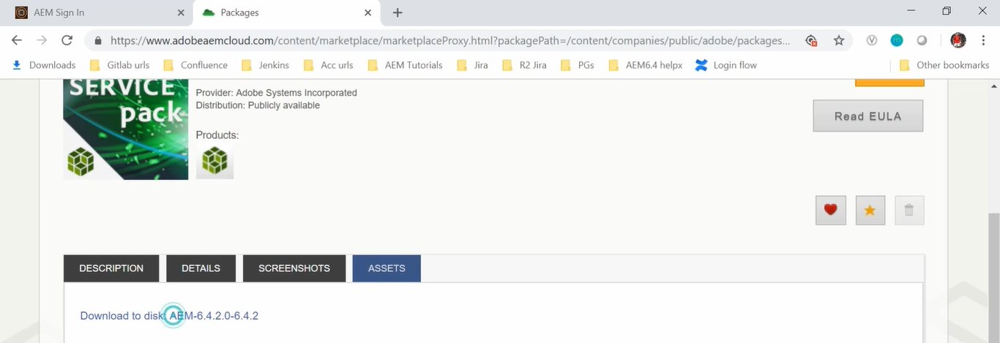 AEM Sign In
Packages
https://www.adobeaemcloud.com/content/marketplace/marketplaceProxy.html?packagePath=/content/companies/public/adobe/packages...
Downloads
Gitlab urls
Confluence
Jenkins
Acc urls
AEM Tutorials
Jira
R2 Jira
PGs
AEM6.4 helpx
Login flow
Other bookmarks
SERVICE
pack
Provider: Adobe Systems Incorporated
Distribution: Publicly available
Products:
Read EULA
DESCRIPTION
DETAILS
SCREENSHOTS
ASSETS
Download to disk: AEM-6.4.2.0-6.4.2